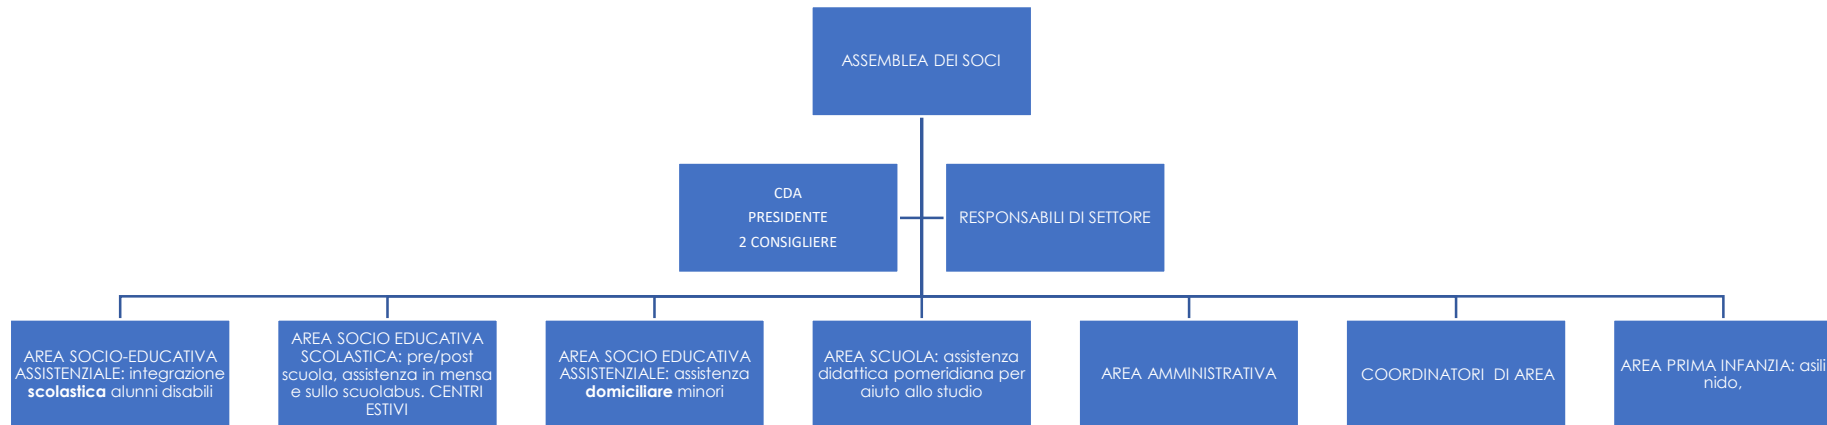 ASSEMBLEA DEI SOCI
CDA
PRESIDENTE
2 CONSIGLIERE
RESPONSABILI DI SETTORE
AREA SOCIO-EDUCATIVA
ASSISTENZIALE: integrazione
scolastica alunni disabili
AREA SOCIO EDUCATIVA
SCOLASTICA: pre/post
scuola, assistenza in mensa
e sullo scuolabus. CENTRI
ESTIVI
AREA SOCIO EDUCATIVA
ASSISTENZIALE: assistenza
domiciliare minori
AREA SCUOLA: assistenza
didattica pomeridiana per
aiuto allo studio
AREA AMMINISTRATIVA
COORDINATORI DI AREA
AREA PRIMA INFANZIA: asili
nido,